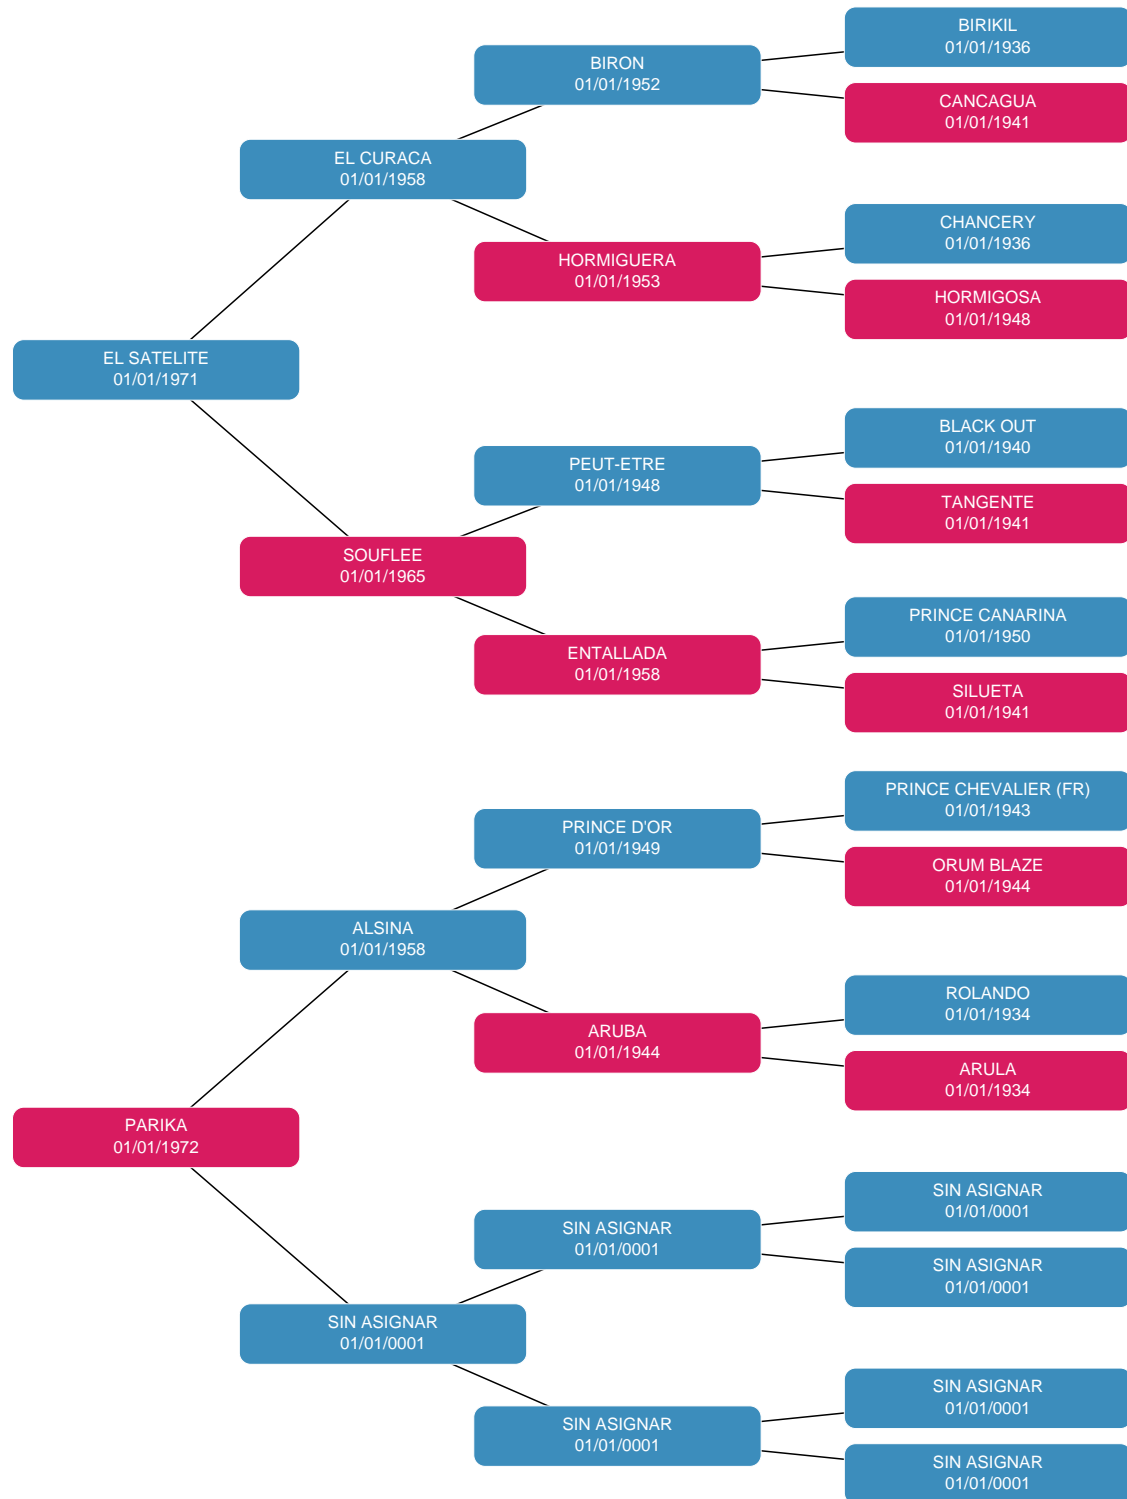 BIRIKIL
01/01/1936
BIRON
01/01/1952
CANCAGUA
01/01/1941
EL CURACA
01/01/1958
CHANCERY
01/01/1936
HORMIGUERA
01/01/1953
HORMIGOSA
01/01/1948
EL SATELITE
01/01/1971
BLACK OUT
01/01/1940
PEUT-ETRE
01/01/1948
TANGENTE
01/01/1941
SOUFLEE
01/01/1965
PRINCE CANARINA
01/01/1950
ENTALLADA
01/01/1958
SILUETA
01/01/1941
PRINCE CHEVALIER (FR)
01/01/1943
PRINCE D'OR
01/01/1949
ORUM BLAZE
01/01/1944
ALSINA
01/01/1958
ROLANDO
01/01/1934
ARUBA
01/01/1944
ARULA
01/01/1934
PARIKA
01/01/1972
SIN ASIGNAR
01/01/0001
SIN ASIGNAR
01/01/0001
SIN ASIGNAR
01/01/0001
SIN ASIGNAR
01/01/0001
SIN ASIGNAR
01/01/0001
SIN ASIGNAR
01/01/0001
SIN ASIGNAR
01/01/0001